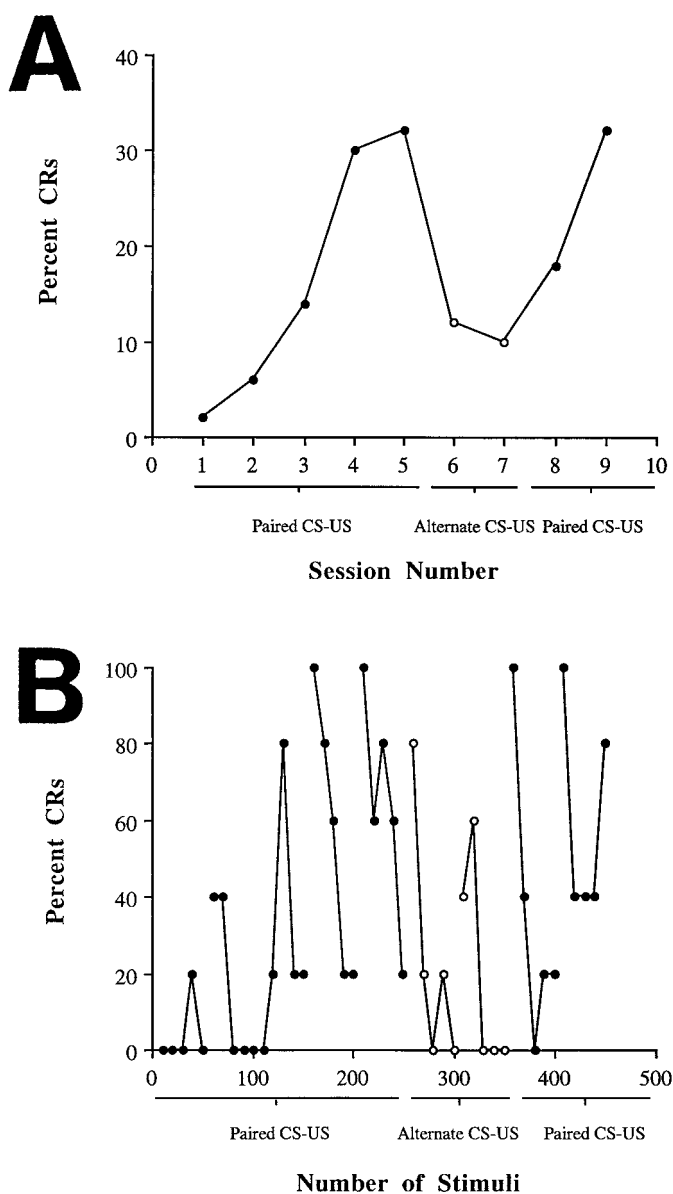 A
40
30
20
10
0
Percent CRs
0 1 2 3 4 5 6 7 8 9 10
Paired CS-US Alternate CS-US Paired CS-US
Session Number
B
100
80
60
40
20
0
Percent CRs
0 100 200 300 400 500
Paired CS-US Alternate CS-US Paired CS-US
Number of Stimuli